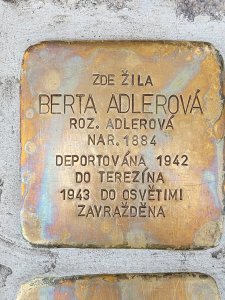 ZDE ŽILA
BERTA ADLEROVÁ
ROZ. ADLEROVÁ
NAR. 1884
DEPORTOVÁNA 1942
DO TEREZÍNA
1943 DO OSVĚTIMI
ZAVRAŽDĚNA